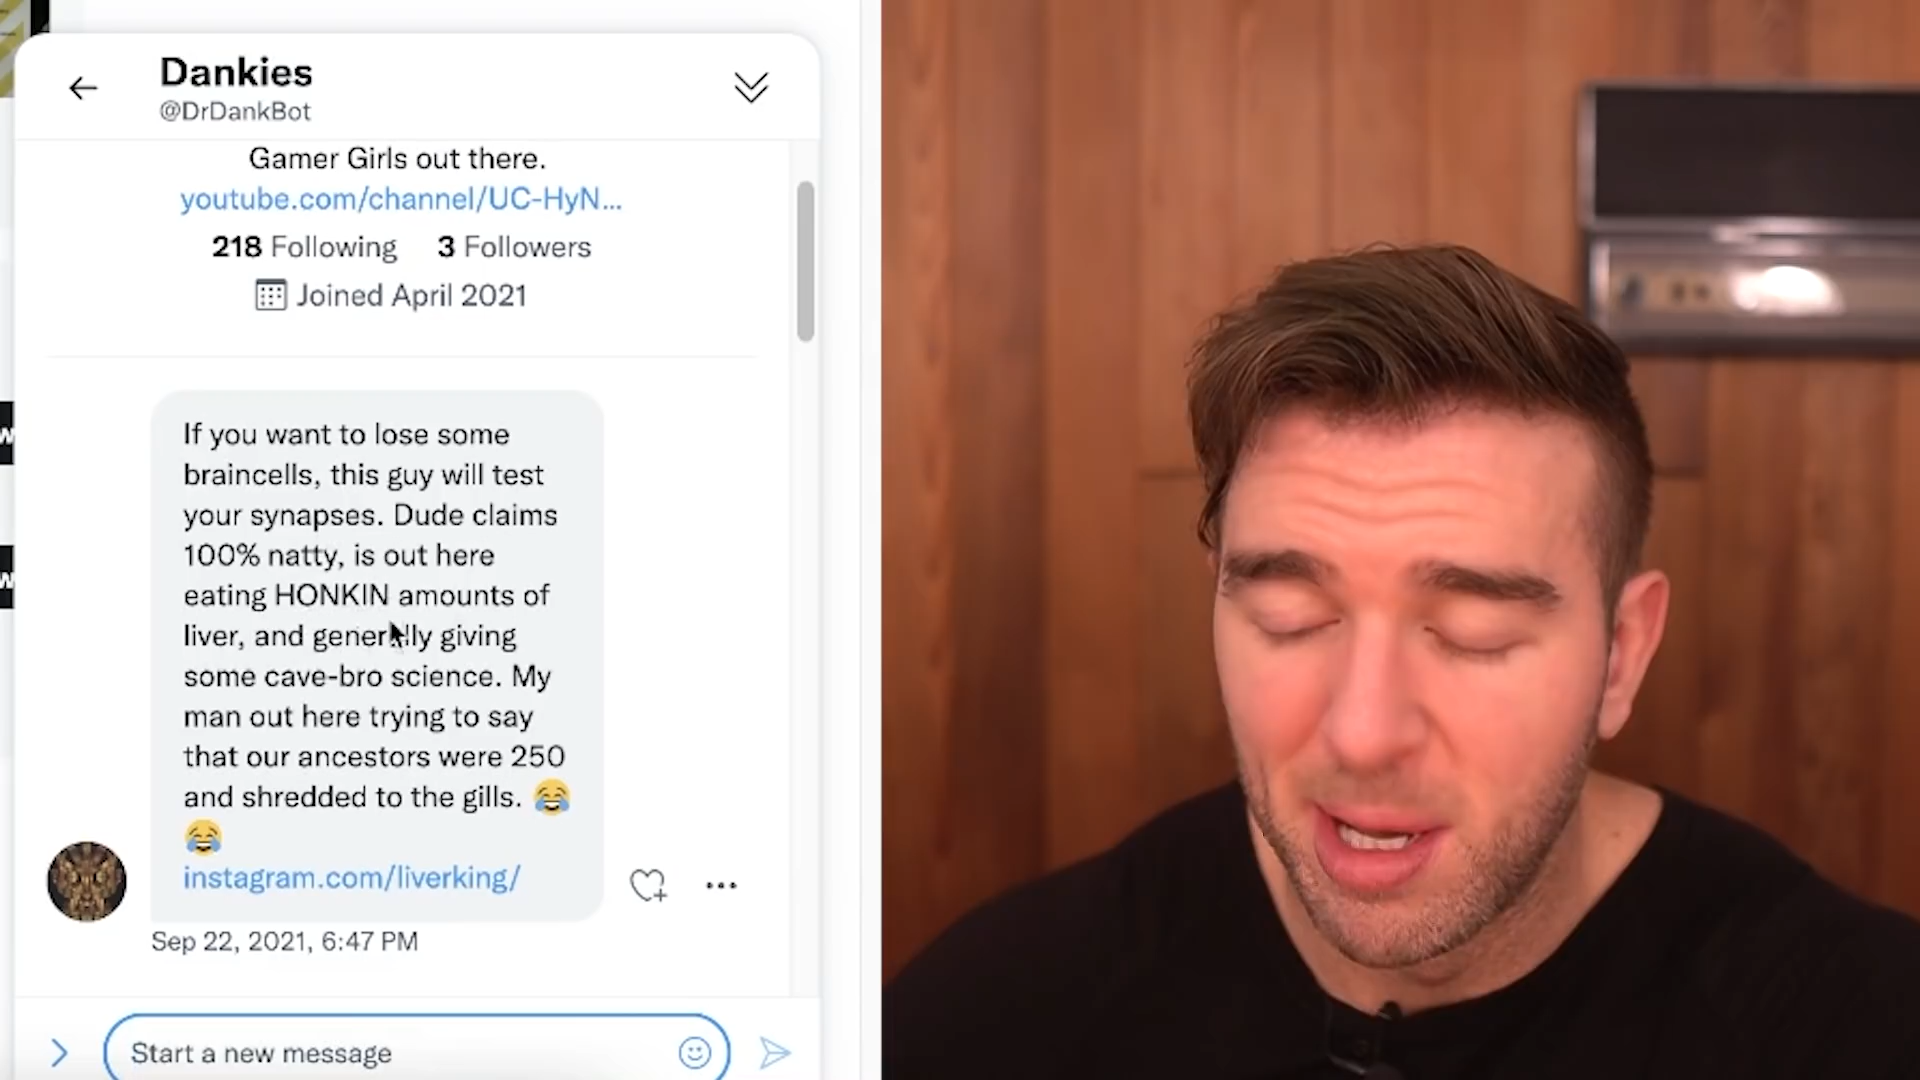 Dankies
@DrDankBot
Gamer Girls out there.
youtube.com/channel/UC-HyN...
218 Following 3 Followers
Joined April 2021
If you want to lose some
braincells, this guy will test
your synapses. Dude claims
100% natty, is out here
eating HONKIN amounts of
liver, and generally giving
some cave-bro science. My
man out here trying to say
that our ancestors were 250
and shredded to the gills. 😂
😂
instagram.com/liverking/
Sep 22, 2021, 6:47 PM
Start a new message